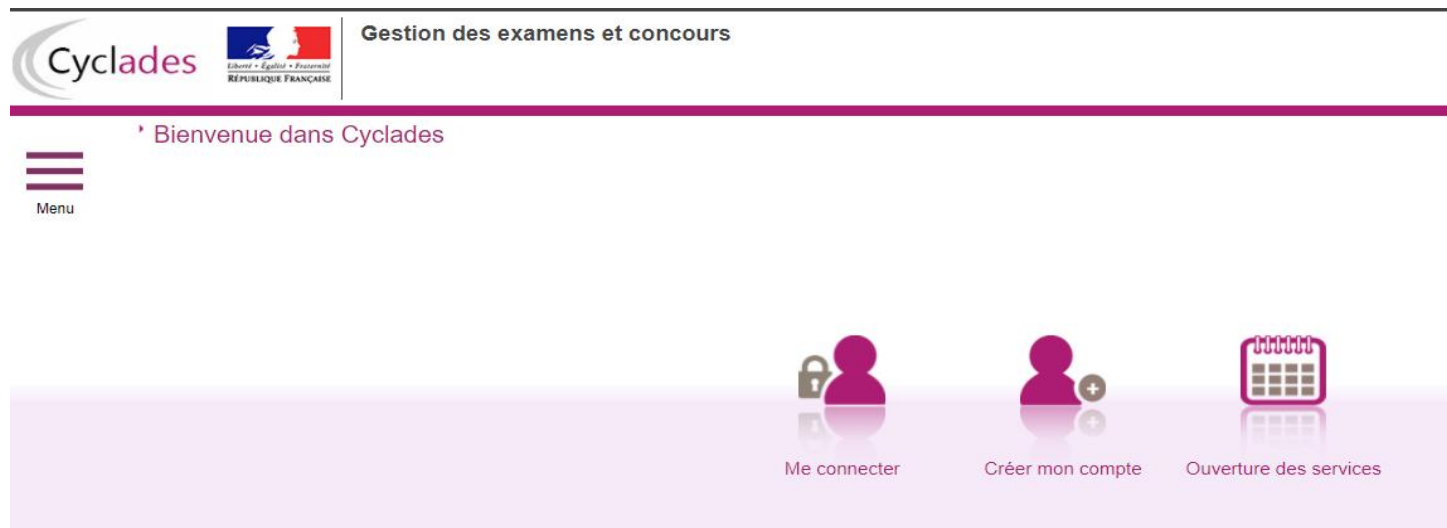 Cyclades
Liberté • Égalité • Fraternité
RÉPUBLIQUE FRANÇAISE
Gestion des examens et concours
Bienvenue dans Cyclades
Menu
Me connecter
Créer mon compte
Ouverture des services